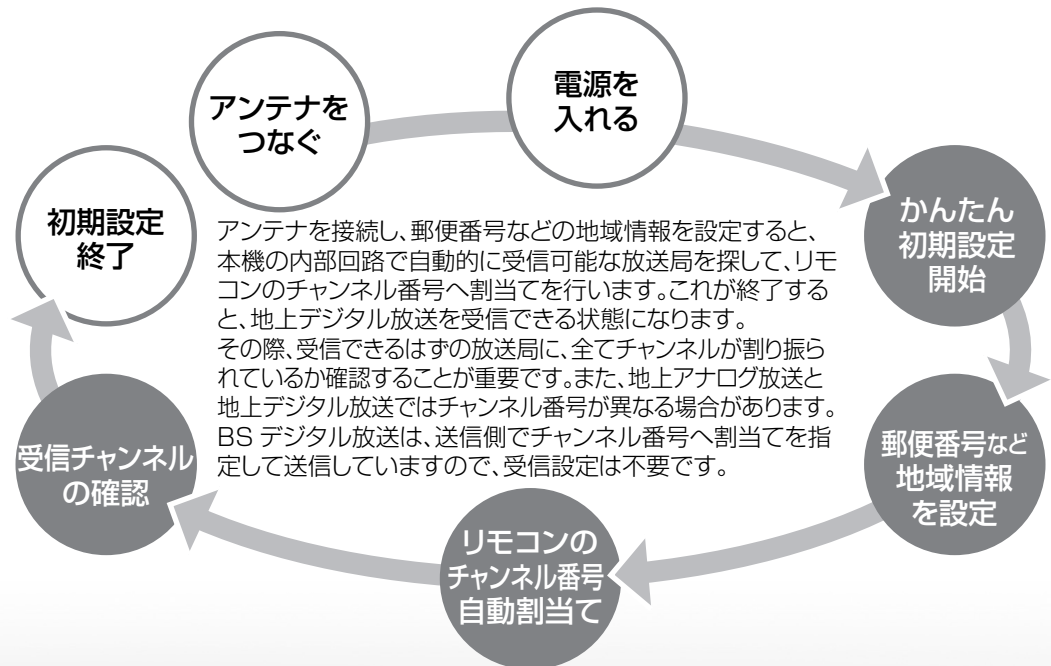 アンテナを
つなぐ
電源を
入れる
かんたん
初期設定
開始
郵便番号など
地域情報
を設定
リモコンの
チャンネル番号
自動割当て
受信チャンネル
の確認
初期設定
終了
アンテナを接続し、郵便番号などの地域情報を設定すると、
本機の内部回路で自動的に受信可能な放送局を探して、リモ
コンのチャンネル番号へ割当てを行います。これが終了する
と、地上デジタル放送を受信できる状態になります。
その際、受信できるはずの放送局に、全てチャンネルが割り振ら
れているか確認することが重要です。また、地上アナログ放送と
地上デジタル放送ではチャンネル番号が異なる場合があります。
BS デジタル放送は、送信側でチャンネル番号へ割当てを指
定して送信していますので、受信設定は不要です。